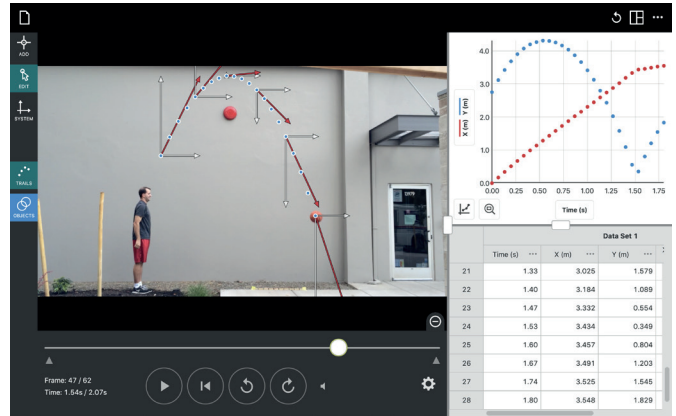 ADD
EDIT
SYSTEM
TRAILS
OBJECTS
Frame: 47 / 62
Time: 1.54s / 2.07s
X (m) Y (m)
4.0
3.0
2.0
1.0
0.0
0.00 0.25 0.50 0.75 1.00 1.25 1.50 1.75
Time (s)
Data Set 1
Time (s) ... X (m) ... Y (m) ...
21 1.33 3.025 1.579
22 1.40 3.184 1.089
23 1.47 3.332 0.554
24 1.53 3.434 0.349
25 1.60 3.457 0.804
26 1.67 3.491 1.203
27 1.74 3.525 1.545
28 1.80 3.548 1.829